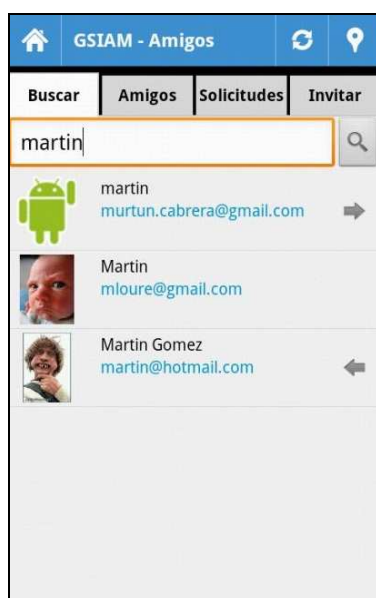 GSIAM - Amigos
Buscar Amigos Solicitudes Invitar
martin
martin
murtun.cabrera@gmail.com
Martin
mloure@gmail.com
Martin Gomez
martin@hotmail.com